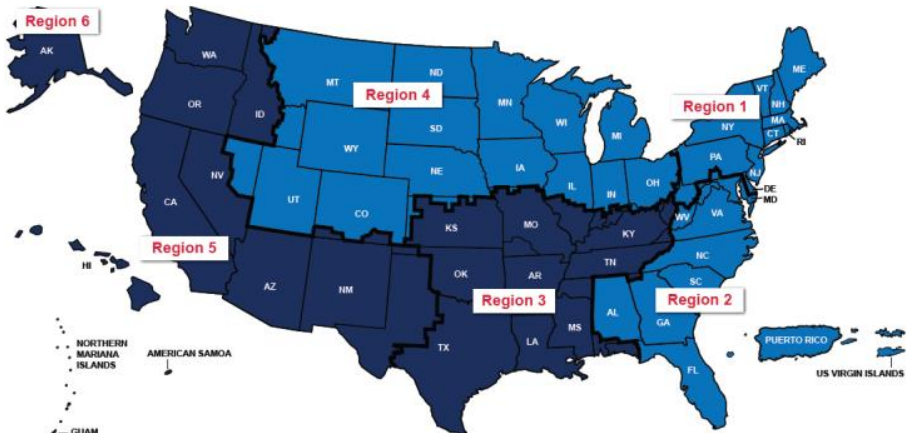 Region 6
AK
WA
OR
ID
MT
ND
Region 4
MN
WI
MI
Region 1
ME
VT
NH
MA
NY
CT
RI
SD
WY
NE
IA
IL
IN
OH
PA
NJ
DE
MD
NV
CA
UT
CO
KS
MO
KY
WV
VA
Region 5
HI
AZ
NM
OK
AR
TN
NC
SC
Region 3
Region 2
TX
LA
MS
AL
GA
FL
NORTHERN
MARIANA
ISLANDS
AMERICAN SAMOA
GUAM
PUERTO RICO
US VIRGIN ISLANDS